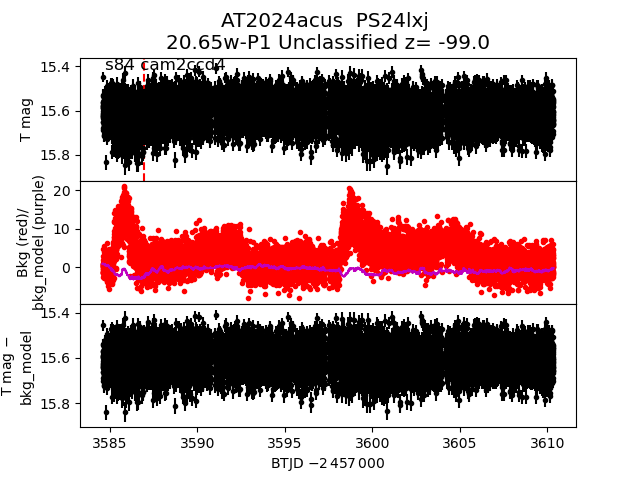 AT2024acus PS24lxj
20.65w-P1 Unclassified z= -99.0
s84 cam2ccd4
15.4
15.6
15.8
T mag
20
10
0
Bkg (red)/
bkg_model (purple)
15.4
15.6
15.8
T mag −
bkg_model
3585 3590 3595 3600 3605 3610
BTJD −2 457 000